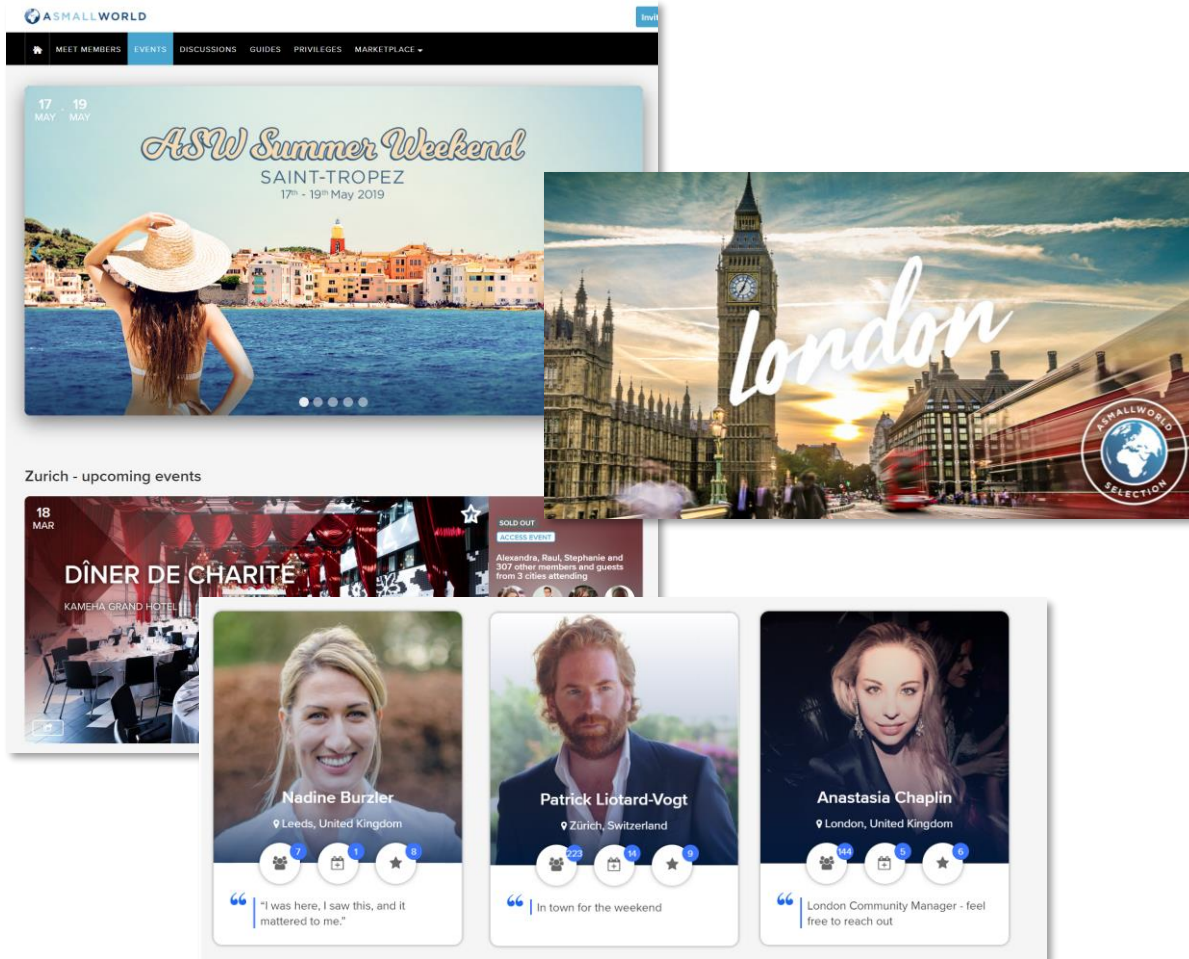 ASMALLWORLD
MEET MEMBERS EVENTS DISCUSSIONS GUIDES PRIVILEGES MARKETPLACE
17 . 19
MAY MAY
ASW Summer Weekend
SAINT-TROPEZ
17th - 19th May 2019
london
ASMALLWORLD
SELECTION
Zurich - upcoming events
18
MAR
DÎNER DE CHARITÉ
KAMEHA GRAND HOTEL
SOLD OUT
ACCESS EVENT
Alexandra, Raul, Stephanie and
307 other members and guests
from 3 cities attending
Nadine Burzler
Leeds, United Kingdom
7 1 8
“I was here, I saw this, and it
mattered to me.”
Patrick Liotard-Vogt
Zürich, Switzerland
223 14 9
In town for the weekend
Anastasia Chaplin
London, United Kingdom
144 5 6
London Community Manager - feel
free to reach out